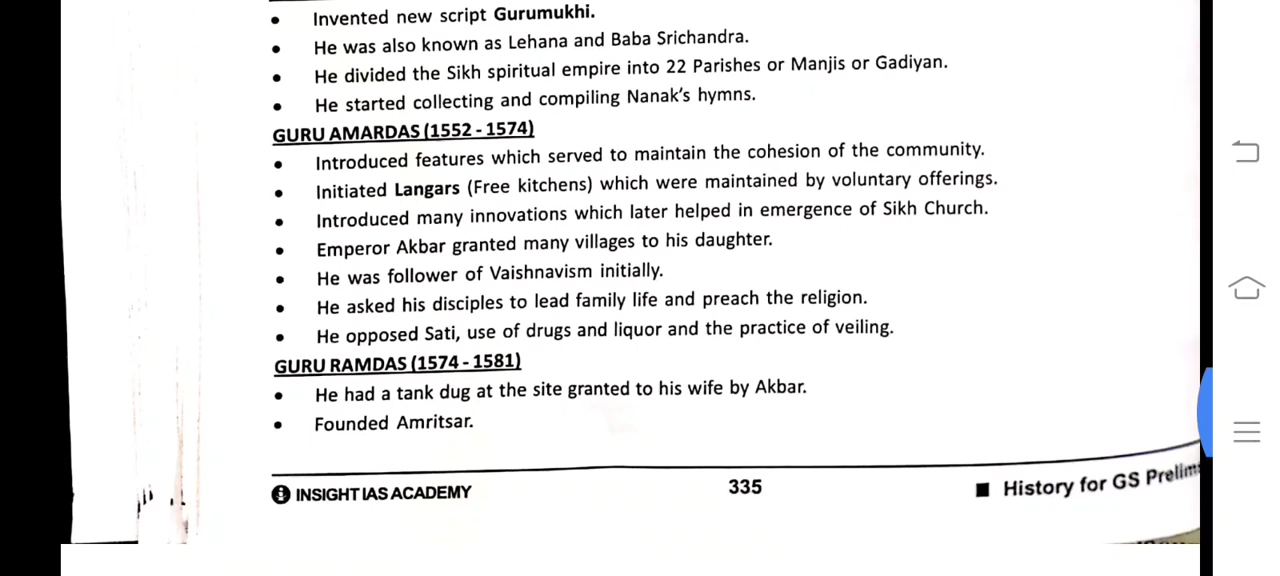 Invented new script Gurumukhi.
He was also known as Lehana and Baba Srichandra.
He divided the Sikh spiritual empire into 22 Parishes or Manjis or Gadiyan.
He started collecting and compiling Nanak's hymns.
GURU AMARDAS (1552 - 1574)
Introduced features which served to maintain the cohesion of the community.
Initiated Langars (Free kitchens) which were maintained by voluntary offerings.
Introduced many innovations which later helped in emergence of Sikh Church.
Emperor Akbar granted many villages to his daughter.
He was follower of Vaishnavism initially.
He asked his disciples to lead family life and preach the religion.
He opposed Sati, use of drugs and liquor and the practice of veiling.
GURU RAMDAS (1574 - 1581)
He had a tank dug at the site granted to his wife by Akbar.
Founded Amritsar.
INSIGHT IAS ACADEMY 335 History for GS Prelims